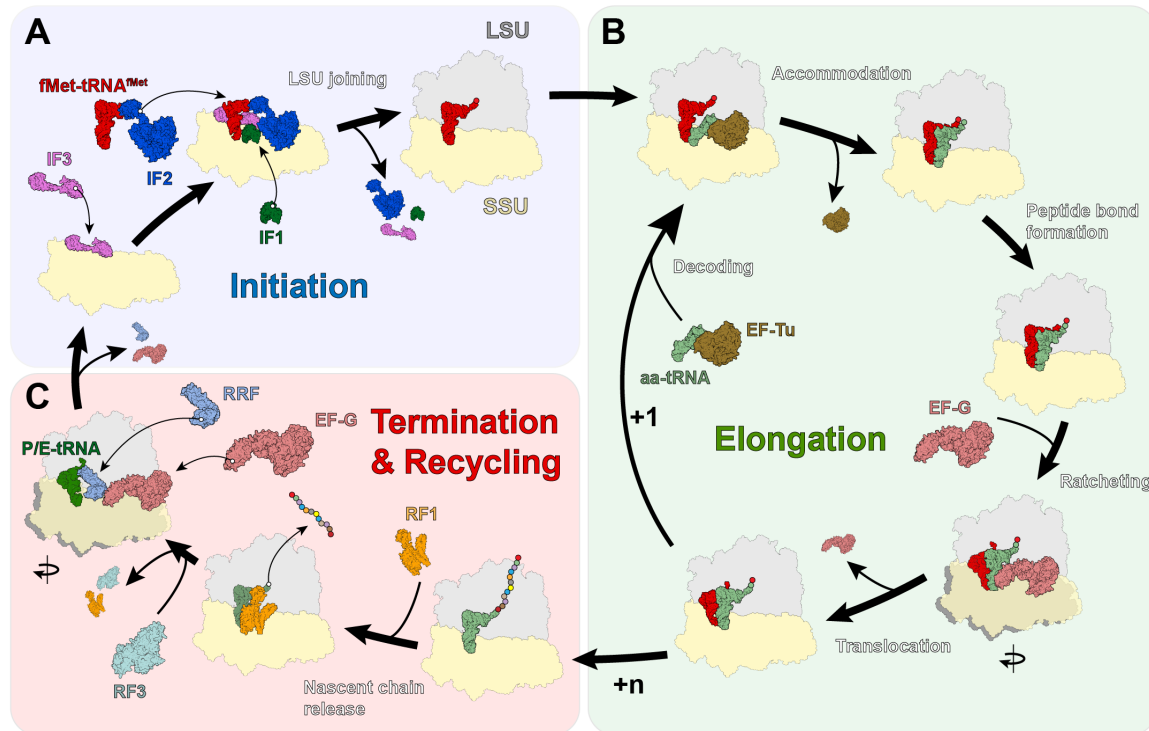 A
LSU
fMet-tRNAfMet
LSU joining
IF3
IF2
SSU
IF1
Initiation
B
Accommodation
Peptide bond
formation
Decoding
EF-Tu
aa-tRNA
EF-G
+1
Elongation
Ratcheting
Translocation
+n
C
RRF
EF-G
Termination
& Recycling
P/E-tRNA
RF1
RF3
Nascent chain
release